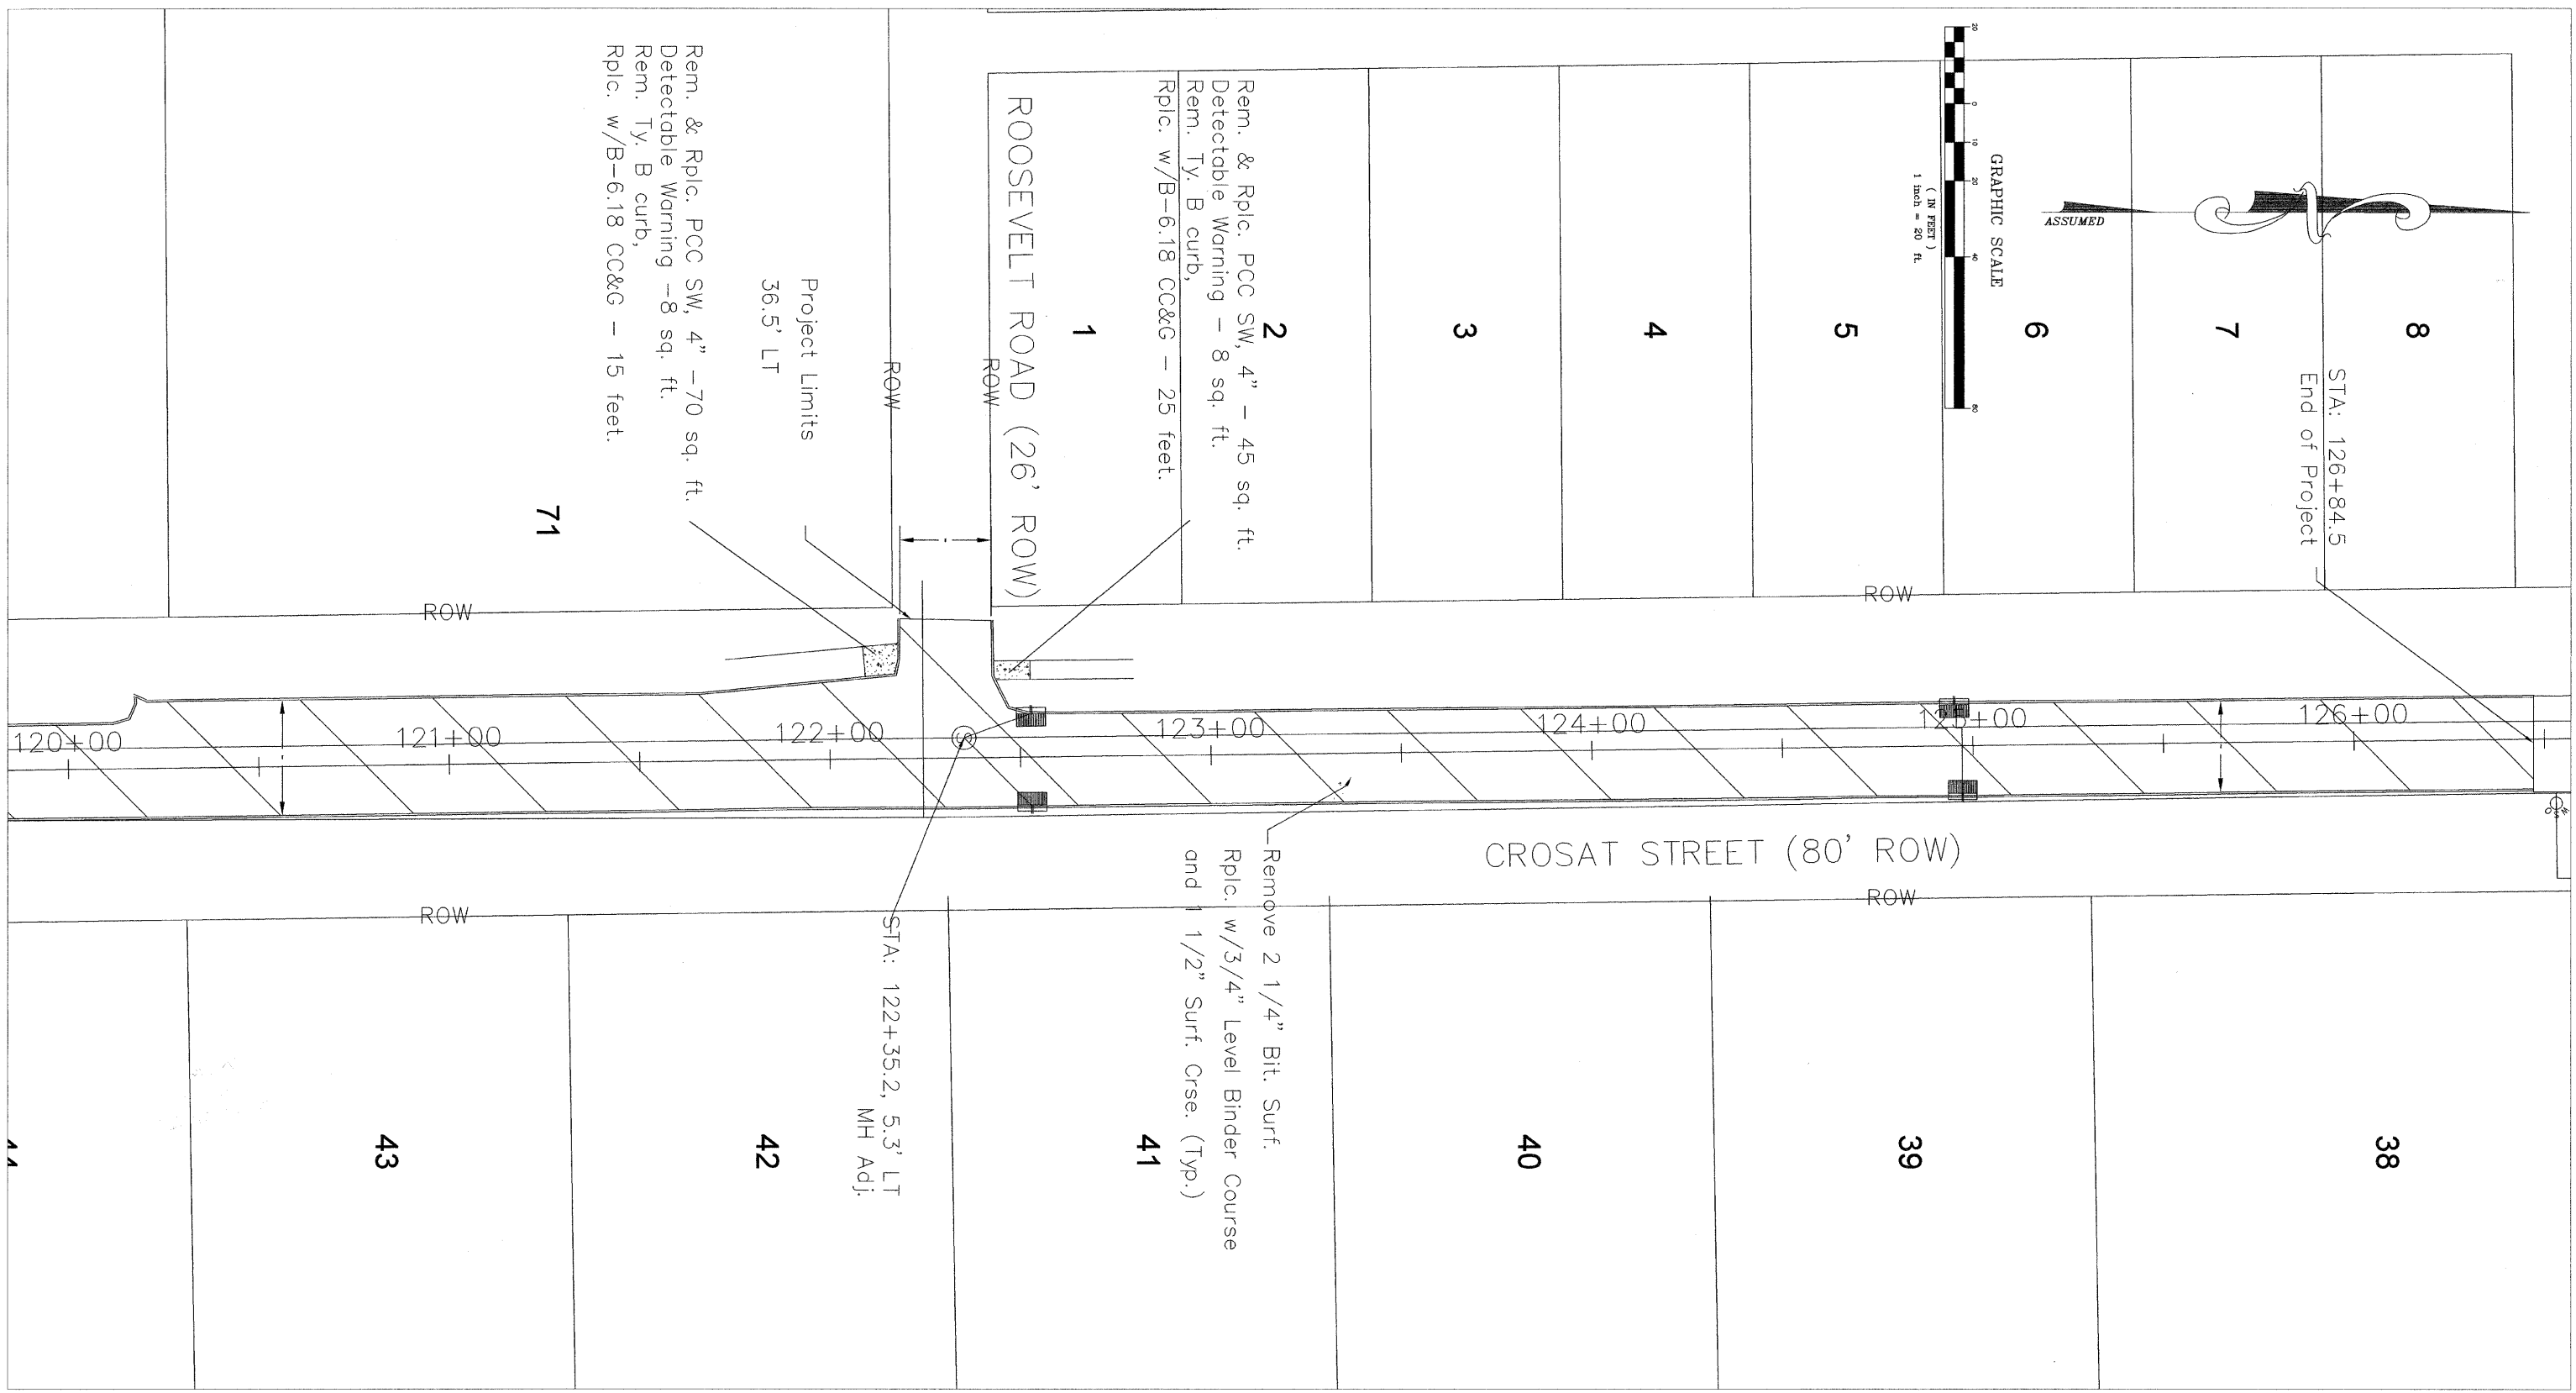 Rem. & Rplc. PCC SW, 4" -70 sq. ft.
Detectable Warning -8 sq. ft.
Rem. Ty. B curb,
Rplc. w/B-6.18 CC&G - 15 feet.
Project Limits
36.5' LT
ROW
ROW
ROOSEVELT ROAD (26' ROW)
Rem. & Rplc. PCC SW, 4" - 45 sq. ft.
Detectable Warning - 8 sq. ft.
Rem. Ty. B curb,
Rplc. w/B-6.18 CC&G - 25 feet.
1
2
3
4
5
6
7
8
71
GRAPHIC SCALE
20
0
10
20
40
80
( IN FEET )
1 inch = 20 ft.
ASSUMED
STA: 126+84.5
End of Project
ROW
ROW
120+00
121+00
122+00
123+00
124+00
125+00
126+00
S
CROSAT STREET (80' ROW)
ROW
ROW
STA: 122+35.2, 5.3' LT
MH Adj.
Remove 2 1/4" Bit. Surf.
Rplc. w/3/4" Level Binder Course
and 1 1/2" Surf. Crse. (Typ.)
43
42
41
40
39
38